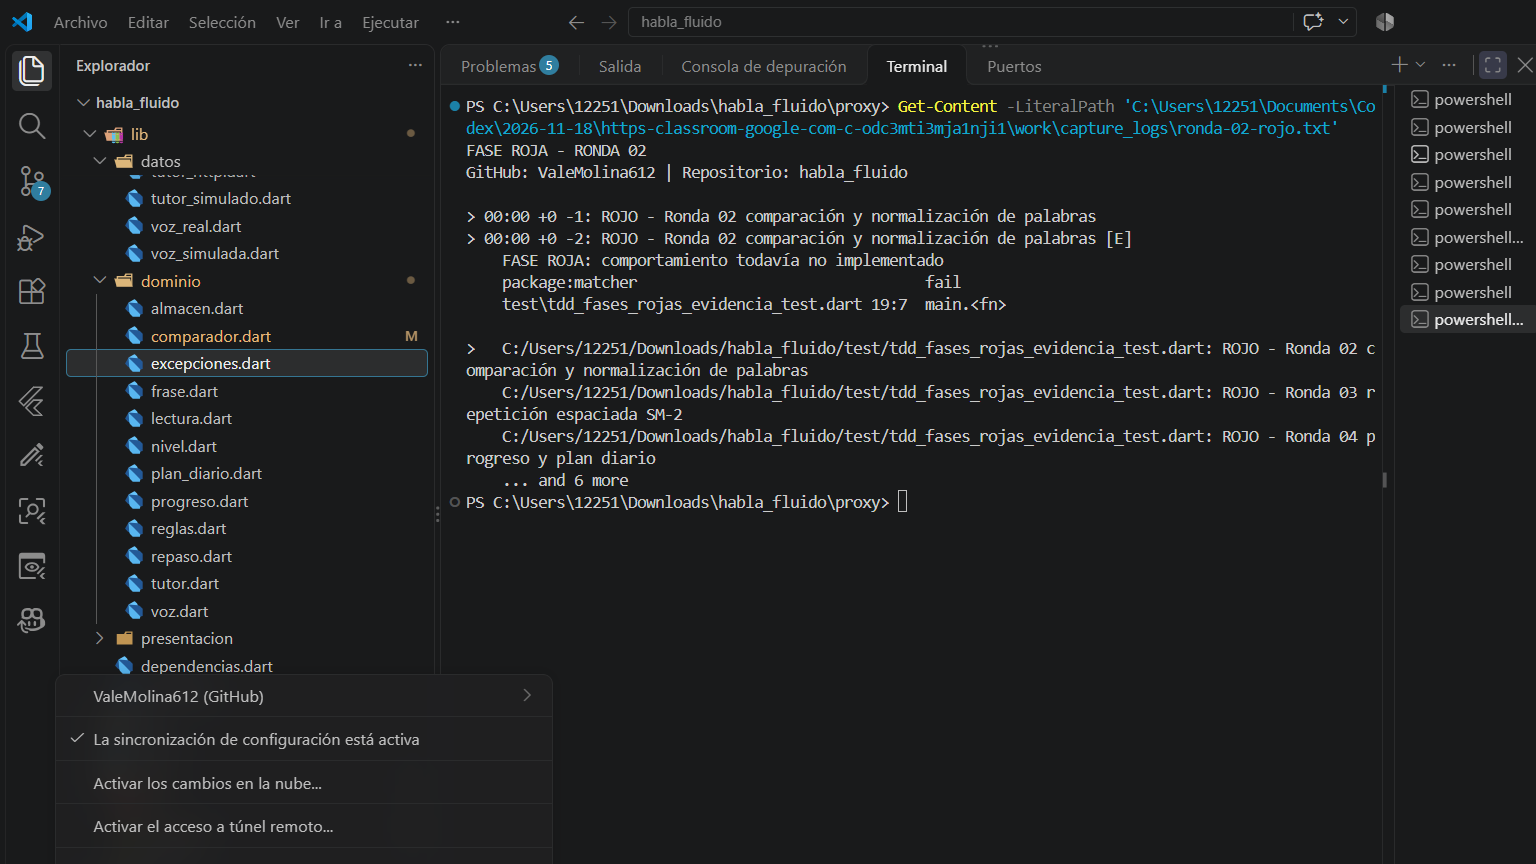 Archivo Editar Selección Ver Ir a Ejecutar ···
habla_fluido
Explorador ···
habla_fluido
lib
datos
tutor_http.dart
tutor_simulado.dart
voz_real.dart
voz_simulada.dart
dominio
almacen.dart
comparador.dart M
excepciones.dart
frase.dart
lectura.dart
nivel.dart
plan_diario.dart
progreso.dart
reglas.dart
repaso.dart
tutor.dart
voz.dart
presentacion
dependencias.dart
7
ValeMolina612 (GitHub)
La sincronización de configuración está activa
Activar los cambios en la nube...
Activar el acceso a túnel remoto...
Problemas 5 Salida Consola de depuración Terminal Puertos
PS C:\Users\12251\Downloads\habla_fluido\proxy> Get-Content -LiteralPath 'C:\Users\12251\Documents\Co
dex\2026-11-18\https-classroom-google-com-c-odc3mti3mja1nji1\work\capture_logs\ronda-02-rojo.txt'
FASE ROJA - RONDA 02
GitHub: ValeMolina612 | Repositorio: habla_fluido
> 00:00 +0 -1: ROJO - Ronda 02 comparación y normalización de palabras
> 00:00 +0 -2: ROJO - Ronda 02 comparación y normalización de palabras [E]
FASE ROJA: comportamiento todavía no implementado
package:matcher fail
test\tdd_fases_rojas_evidencia_test.dart 19:7 main.<fn>
> C:/Users/12251/Downloads/habla_fluido/test/tdd_fases_rojas_evidencia_test.dart: ROJO - Ronda 02 c
omparación y normalización de palabras
C:/Users/12251/Downloads/habla_fluido/test/tdd_fases_rojas_evidencia_test.dart: ROJO - Ronda 03 r
epetición espaciada SM-2
C:/Users/12251/Downloads/habla_fluido/test/tdd_fases_rojas_evidencia_test.dart: ROJO - Ronda 04 p
rogreso y plan diario
... and 6 more
PS C:\Users\12251\Downloads\habla_fluido\proxy>
powershell
powershell
powershell
powershell
powershell
powershell...
powershell
powershell
powershell...